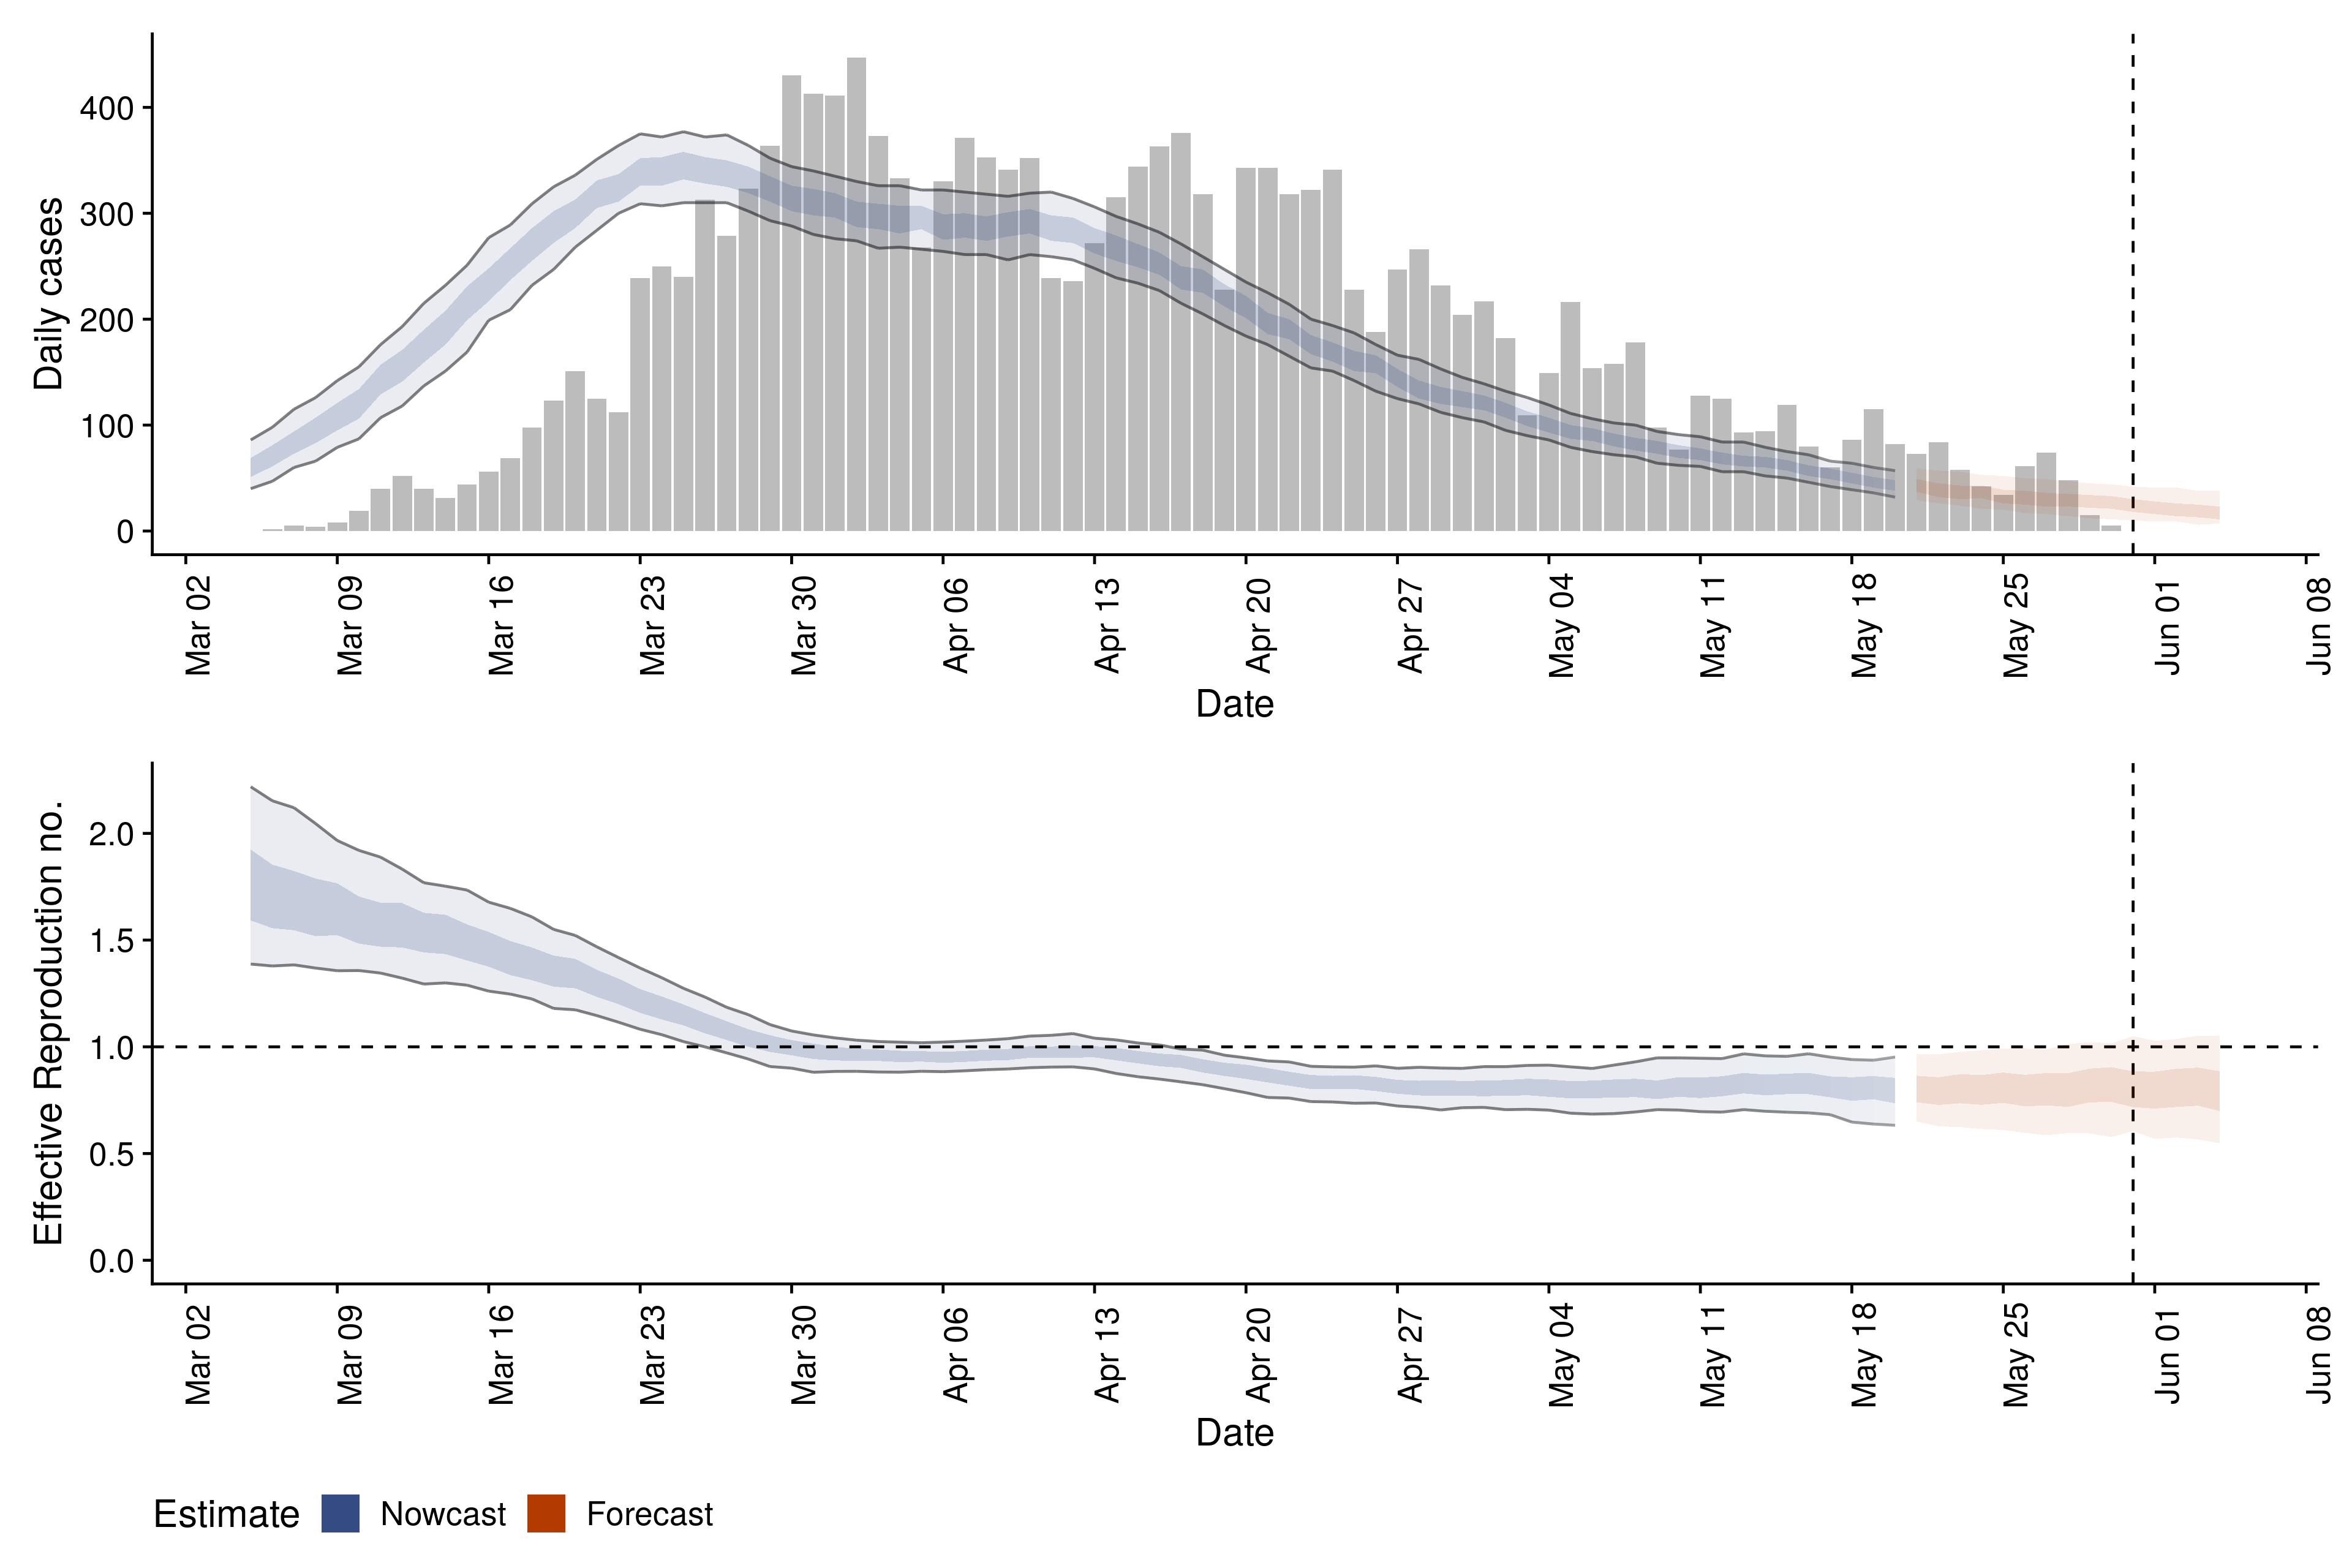 Daily cases
400
300
200
100
0
Mar 02
Mar 09
Mar 16
Mar 23
Mar 30
Apr 06
Apr 13
Apr 20
Apr 27
May 04
May 11
May 18
May 25
Jun 01
Jun 08
Date
Effective Reproduction no.
2.0
1.5
1.0
0.5
0.0
Mar 02
Mar 09
Mar 16
Mar 23
Mar 30
Apr 06
Apr 13
Apr 20
Apr 27
May 04
May 11
May 18
May 25
Jun 01
Jun 08
Date
Estimate Nowcast Forecast